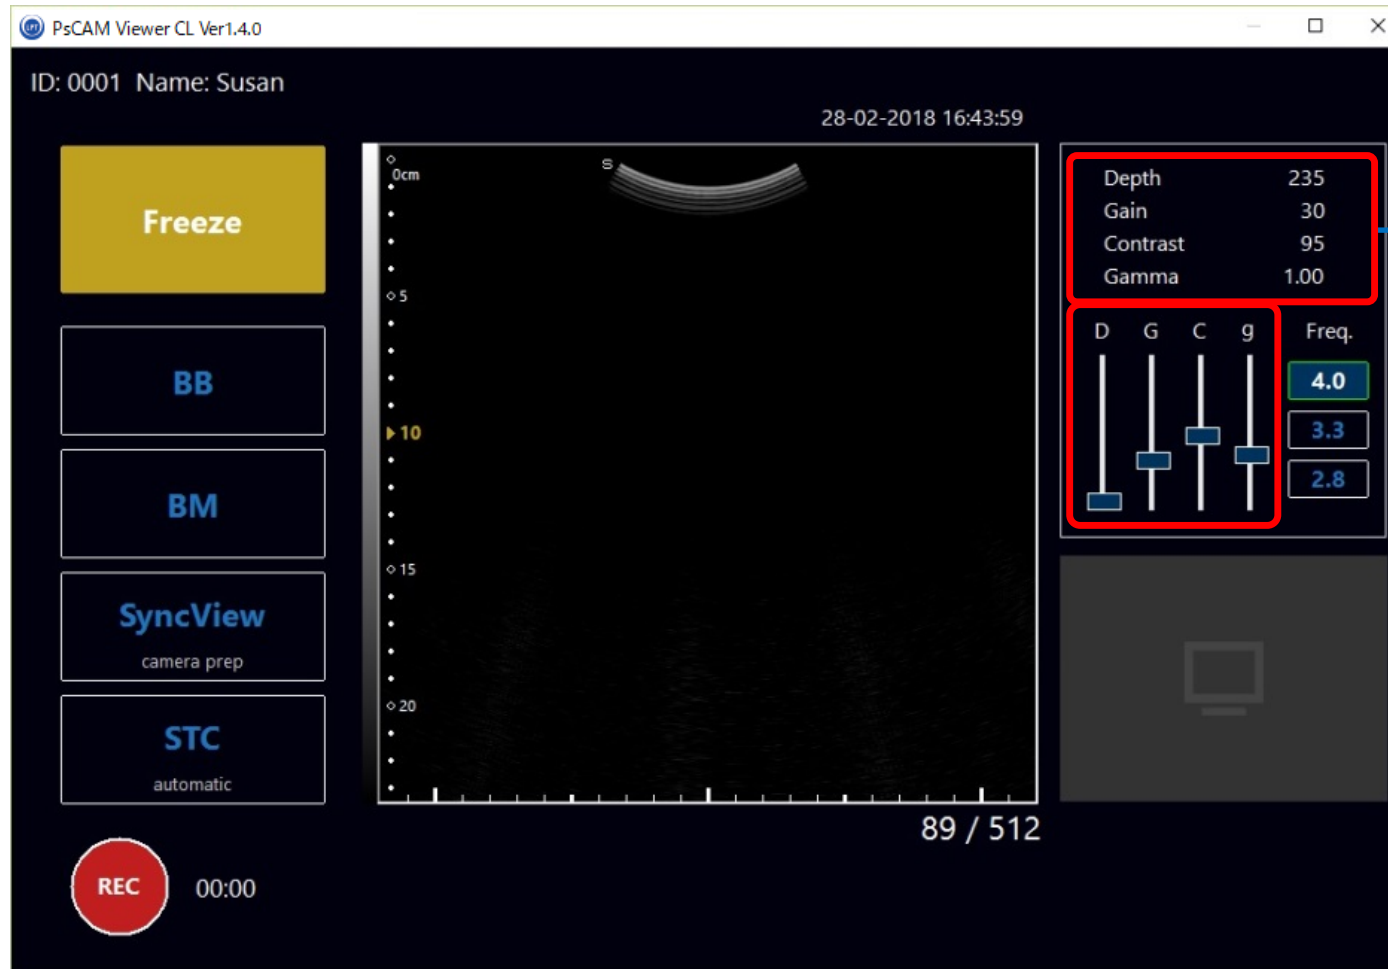 PsCAM Viewer CL Ver1.4.0
ID: 0001 Name: Susan
28-02-2018 16:43:59
Freeze
BB
BM
SyncView
camera prep
STC
automatic
REC
00:00
S
0cm
5
10
15
20
89 / 512
Depth 235
Gain 30
Contrast 95
Gamma 1.00
D G C g Freq.
4.0
3.3
2.8